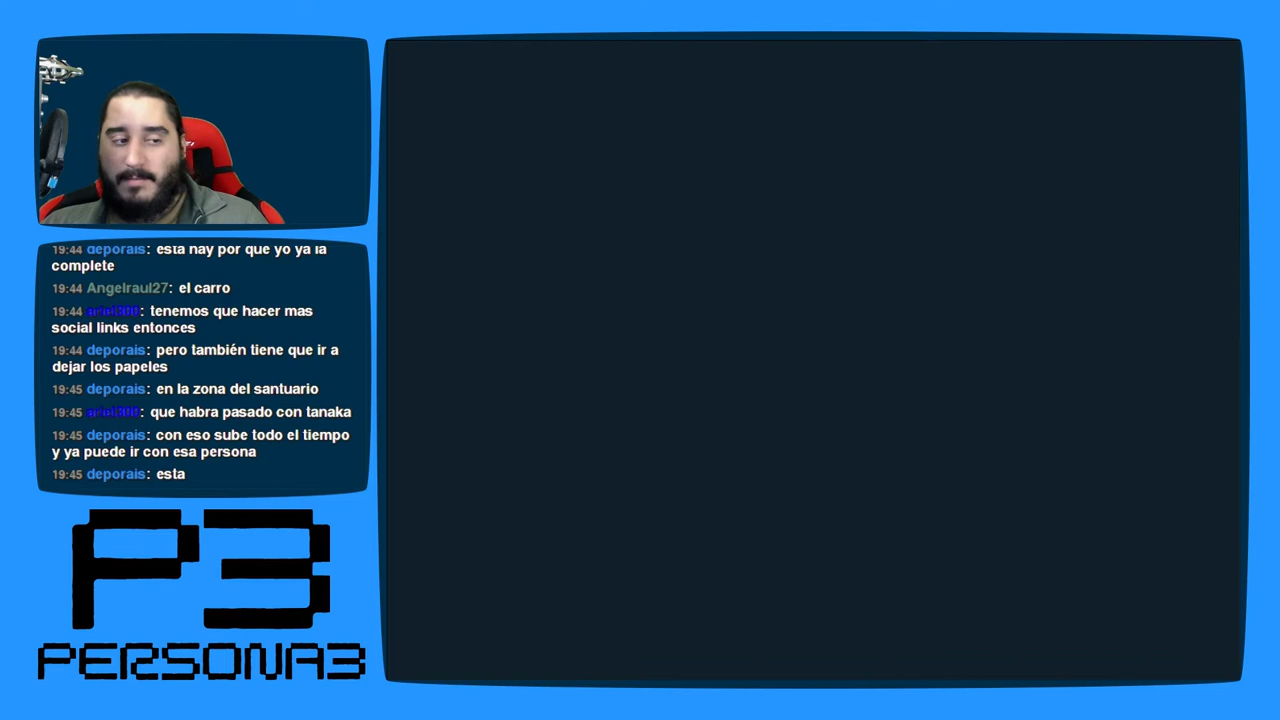 19:44 deporais: esta hay por que yo ya la
complete
19:44 Angelraul27: el carro
19:44 : tenemos que hacer mas
social links entonces
19:44 deporais: pero también tiene que ir a
dejar los papeles
19:45 deporais: en la zona del santuario
19:45 : que habra pasado con tanaka
19:45 deporais: con eso sube todo el tiempo
y ya puede ir con esa persona
19:45 deporais: esta
P3
PERSONA3